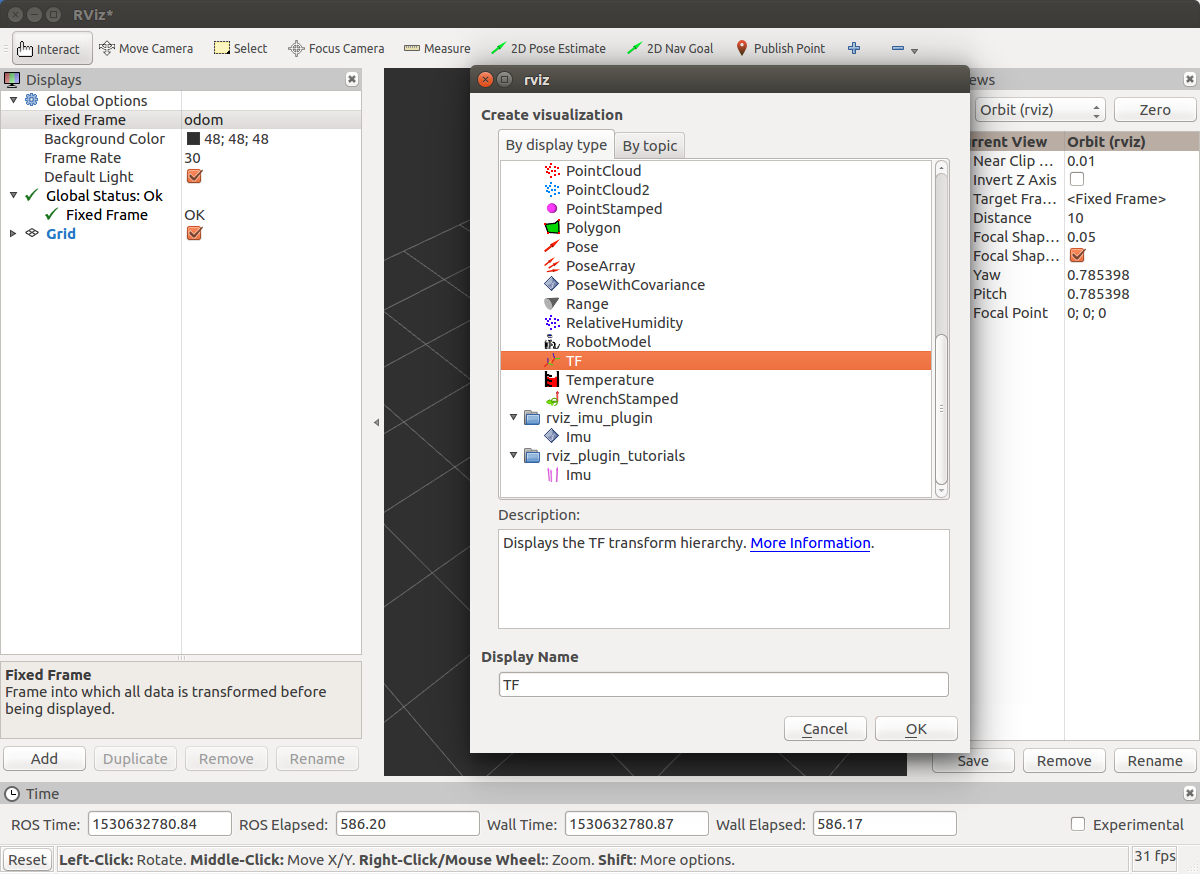 RViz*
Interact Move Camera Select Focus Camera Measure 2D Pose Estimate 2D Nav Goal Publish Point
Displays
Global Options
Fixed Frame odom
Background Color 48; 48; 48
Frame Rate 30
Default Light
Global Status: Ok
Fixed Frame OK
Grid
Fixed Frame
Frame into which all data is transformed before
being displayed.
Add Duplicate Remove Rename
rviz
Create visualization
By display type By topic
PointCloud
PointCloud2
PointStamped
Polygon
Pose
PoseArray
PoseWithCovariance
Range
RelativeHumidity
RobotModel
TF
Temperature
WrenchStamped
rviz_imu_plugin
Imu
rviz_plugin_tutorials
Imu
Description:
Displays the TF transform hierarchy. More Information.
Display Name
TF
Cancel OK
ews
Orbit (rviz) Zero
rrent View Orbit (rviz)
Near Clip ... 0.01
Invert Z Axis
Target Fra... <Fixed Frame>
Distance 10
Focal Shap... 0.05
Focal Shap...
Yaw 0.785398
Pitch 0.785398
Focal Point 0; 0; 0
Save Remove Rename
Time
ROS Time: 1530632780.84 ROS Elapsed: 586.20 Wall Time: 1530632780.87 Wall Elapsed: 586.17 Experimental
Reset Left-Click: Rotate. Middle-Click: Move X/Y. Right-Click/Mouse Wheel:: Zoom. Shift: More options. 31 fps